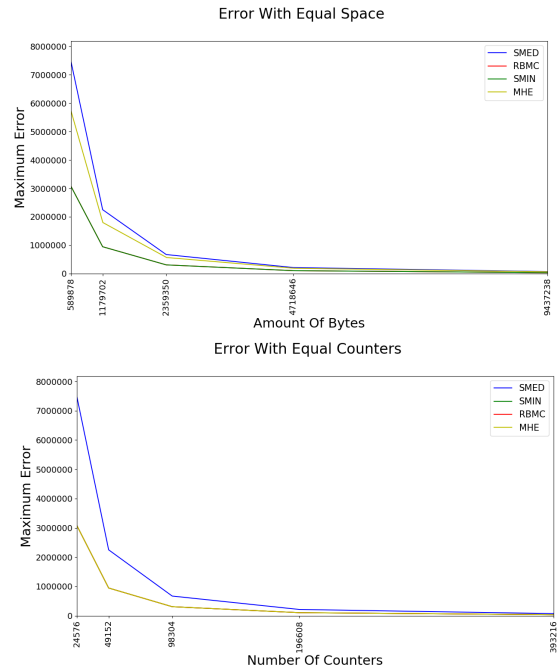 Error With Equal Space
8000000
7000000
6000000
5000000
4000000
3000000
2000000
1000000
0
Maximum Error
SMED
RBMC
SMIN
MHE
589878
1179702
2359350
4718646
9437238
Amount Of Bytes
Error With Equal Counters
8000000
7000000
6000000
5000000
4000000
3000000
2000000
1000000
0
Maximum Error
SMED
SMIN
RBMC
MHE
24576
49152
98304
196608
393216
Number Of Counters